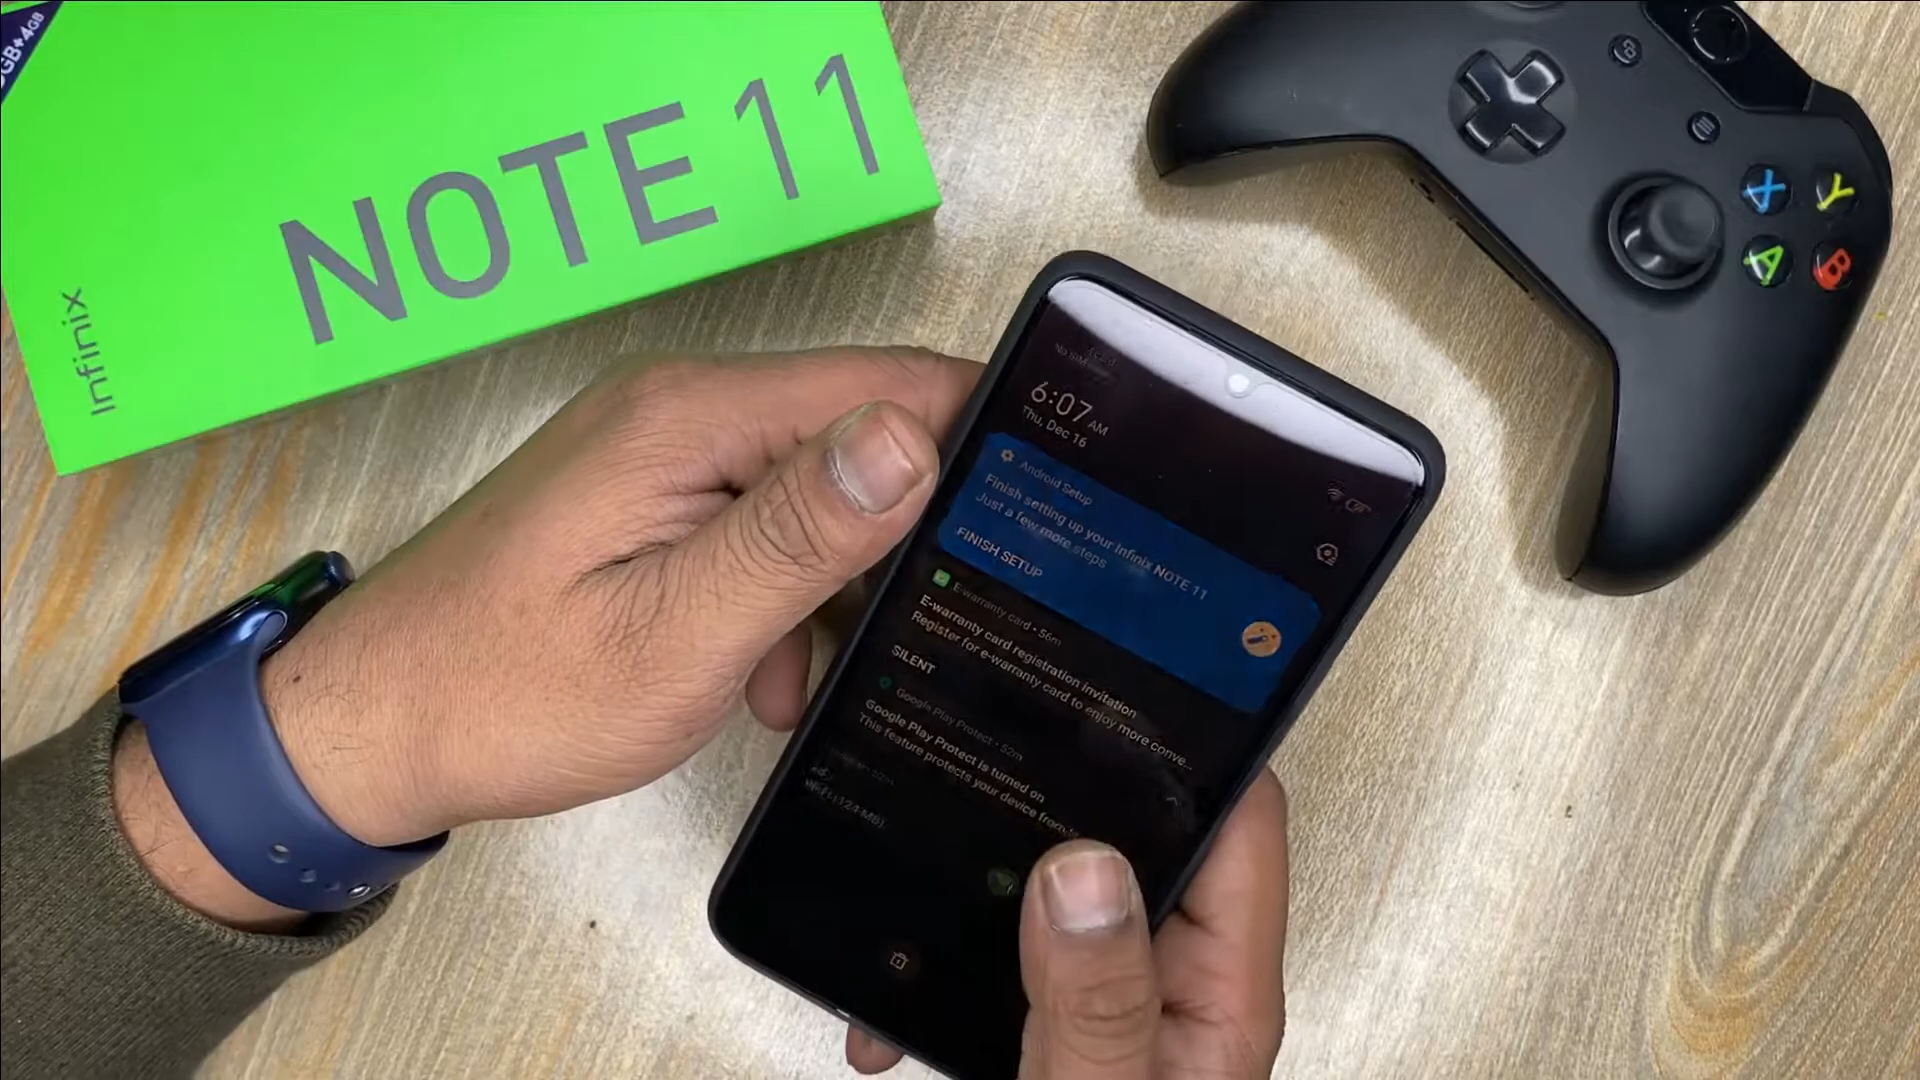 GB+4GB
NOTE 11
Infinix
X
Y
A
B
6:07 AM
Thu, Dec 16
Android Setup
Finish setting up your Infinix NOTE 11
Just a few more steps
FINISH SETUP
E-warranty card • 56m
E-warranty card registration invitation
Register for e-warranty card to enjoy more conve...
SILENT
Google Play Protect • 52m
Google Play Protect is turned on
This feature protects your device from